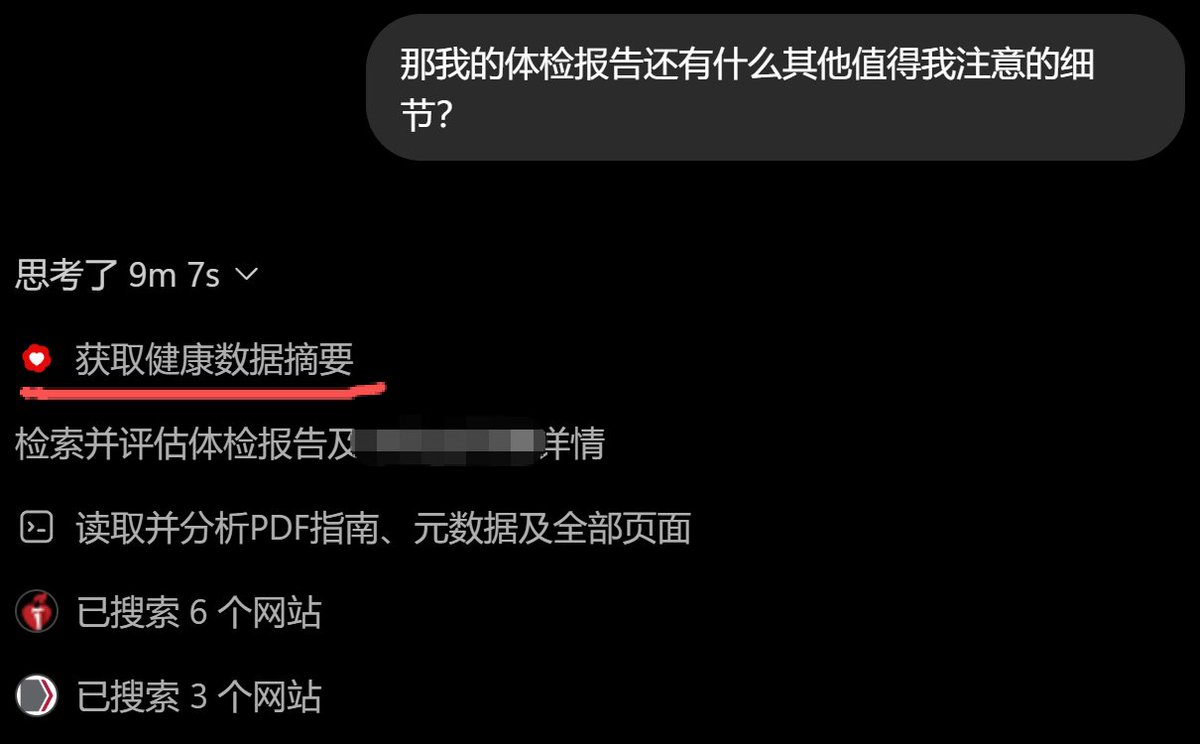 那我的体检报告还有什么其他值得我注意的细
节？
思考了 9m 7s
获取健康数据摘要
检索并评估体检报告及详情
读取并分析PDF指南、元数据及全部页面
已搜索 6 个网站
已搜索 3 个网站